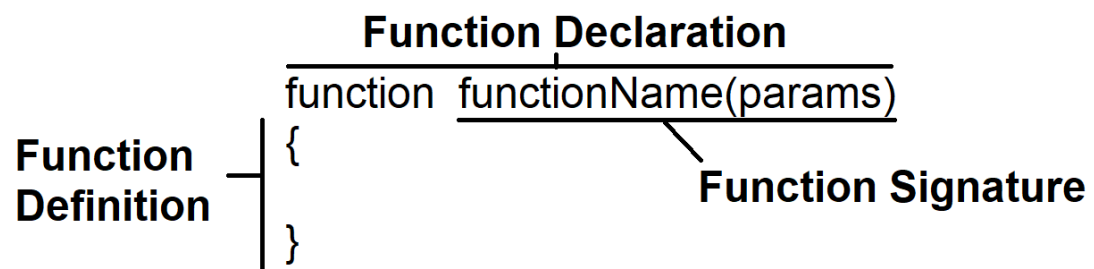 Function Declaration
function functionName(params)
{
Function
Definition
Function Signature
}